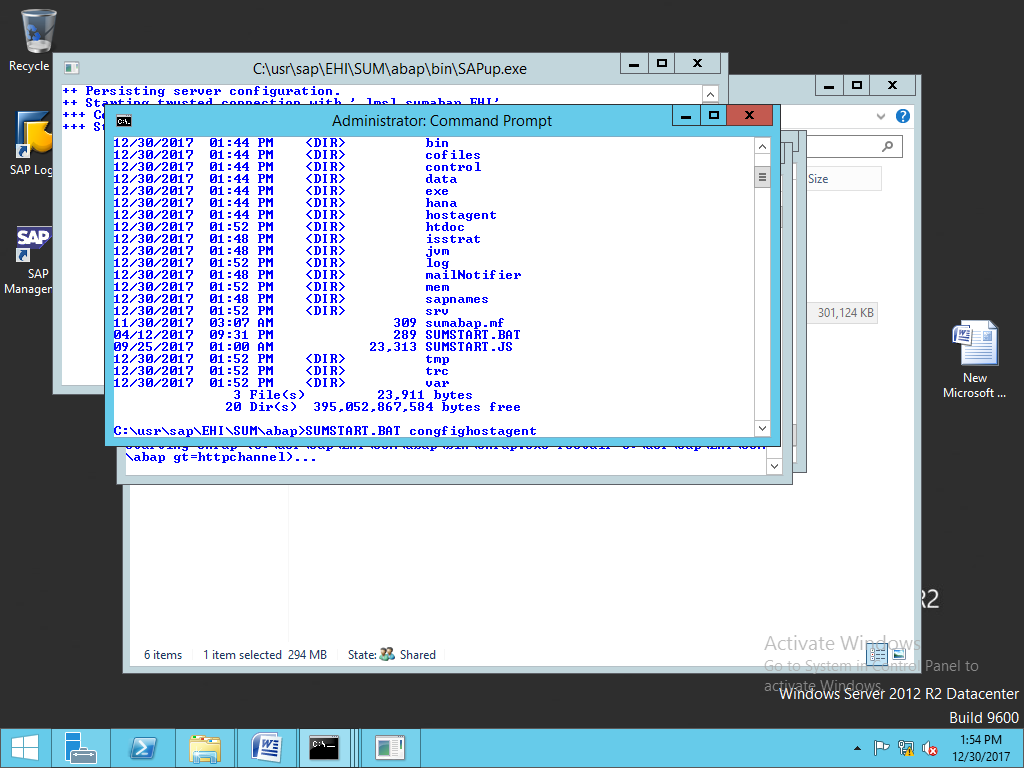 Recycle
SAP Log
SAP
SAP
Manager
C:\usr\sap\EHI\SUM\abap\bin\SAPup.exe
++ Persisting server configuration.
++ Starting trusted connection with '_lmsl_sumabap_EHI'
+++ C
+++ S
Administrator: Command Prompt
12/30/2017 01:44 PM <DIR> bin
12/30/2017 01:44 PM <DIR> cofiles
12/30/2017 01:44 PM <DIR> control
12/30/2017 01:44 PM <DIR> data
12/30/2017 01:44 PM <DIR> exe
12/30/2017 01:44 PM <DIR> hana
12/30/2017 01:44 PM <DIR> hostagent
12/30/2017 01:52 PM <DIR> htdoc
12/30/2017 01:48 PM <DIR> isstrat
12/30/2017 01:48 PM <DIR> jvm
12/30/2017 01:52 PM <DIR> log
12/30/2017 01:48 PM <DIR> mailNotifier
12/30/2017 01:52 PM <DIR> mem
12/30/2017 01:48 PM <DIR> sapnames
12/30/2017 01:52 PM <DIR> srv
11/30/2017 03:07 AM 309 sumabap.mf
04/12/2017 09:31 PM 289 SUMSTART.BAT
09/25/2017 01:00 AM 23,313 SUMSTART.JS
12/30/2017 01:52 PM <DIR> tmp
12/30/2017 01:52 PM <DIR> trc
12/30/2017 01:52 PM <DIR> var
3 File(s) 23,911 bytes
20 Dir(s) 395,052,867,584 bytes free
C:\usr\sap\EHI\SUM\abap>SUMSTART.BAT congfighostagent
\abap gt=httpchannel)...
Size
301,124 KB
New
Microsoft ...
6 items 1 item selected 294 MB State: Shared
R2
Activate Windows
Go to System in Control Panel to
activate Windows.
Windows Server 2012 R2 Datacenter
Build 9600
1:54 PM
12/30/2017